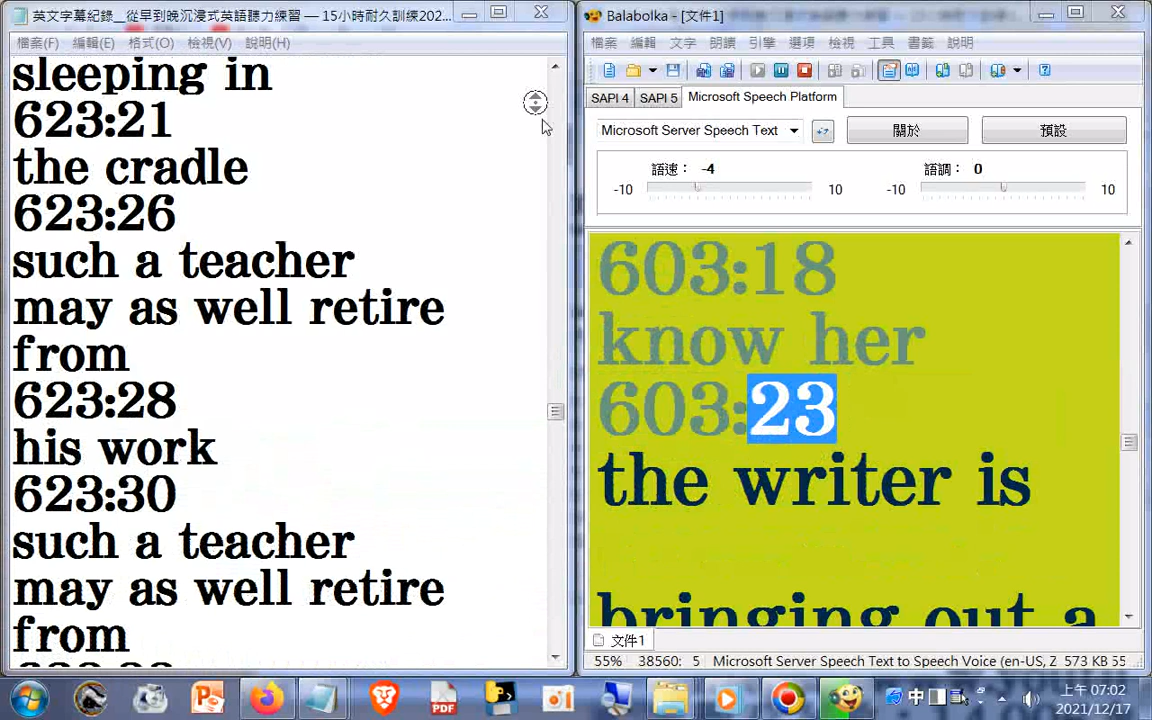 英文字幕紀錄__從早到晚沉浸式英語聽力練習 — 15小時耐久訓練202...
檔案(F) 編輯(E) 格式(O) 檢視(V) 說明(H)
sleeping in
623:21
the cradle
623:26
such a teacher
may as well retire
from
623:28
his work
623:30
such a teacher
may as well retire
from
Balabolka - [文件1]
檔案 編輯 文字 朗讀 引擎 選項 檢視 工具 書籤 說明
SAPI 4 SAPI 5 Microsoft Speech Platform
Microsoft Server Speech Text 關於 預設
語速： -4 語調： 0
-10 10 -10 10
603:18
know her
603:23
the writer is
bringing out a
文件1
55% 38560: 5 Microsoft Server Speech Text to Speech Voice (en-US, Z 573 KB 55
中
上午 07:02
2021/12/17